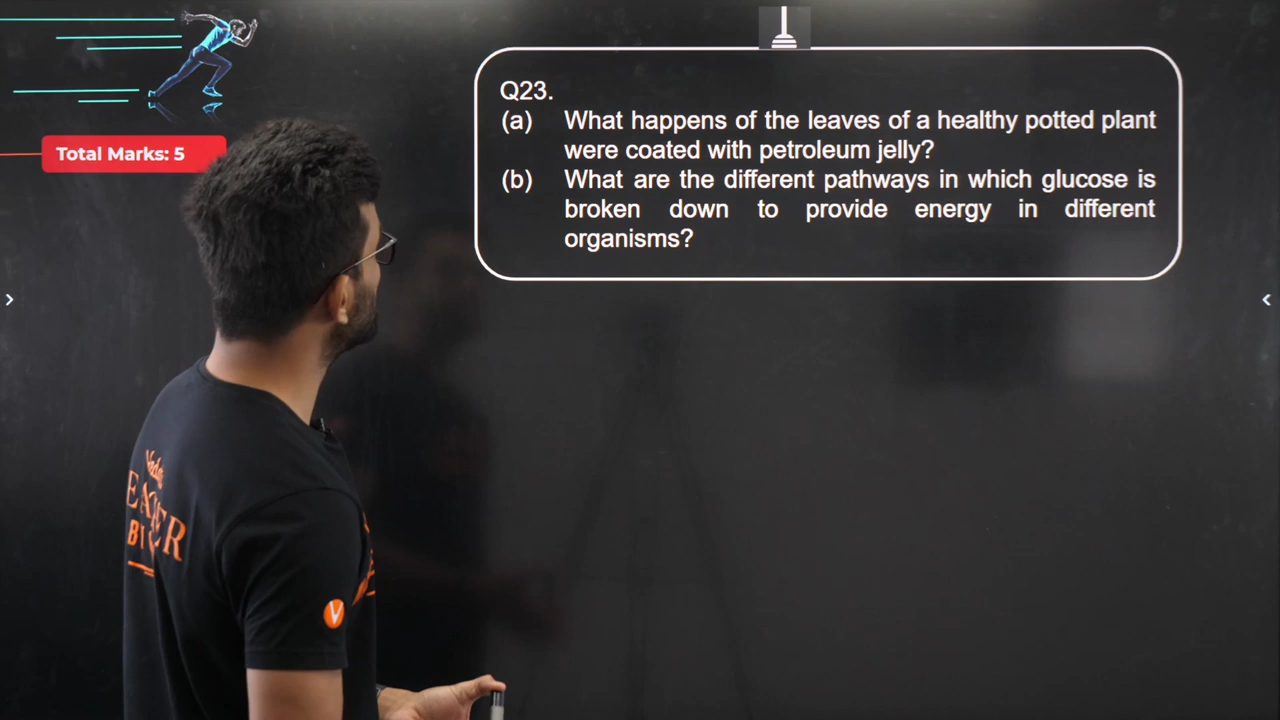 Total Marks: 5
Q23.
(a) What happens of the leaves of a healthy potted plant
were coated with petroleum jelly?
(b) What are the different pathways in which glucose is
broken down to provide energy in different
organisms?
V